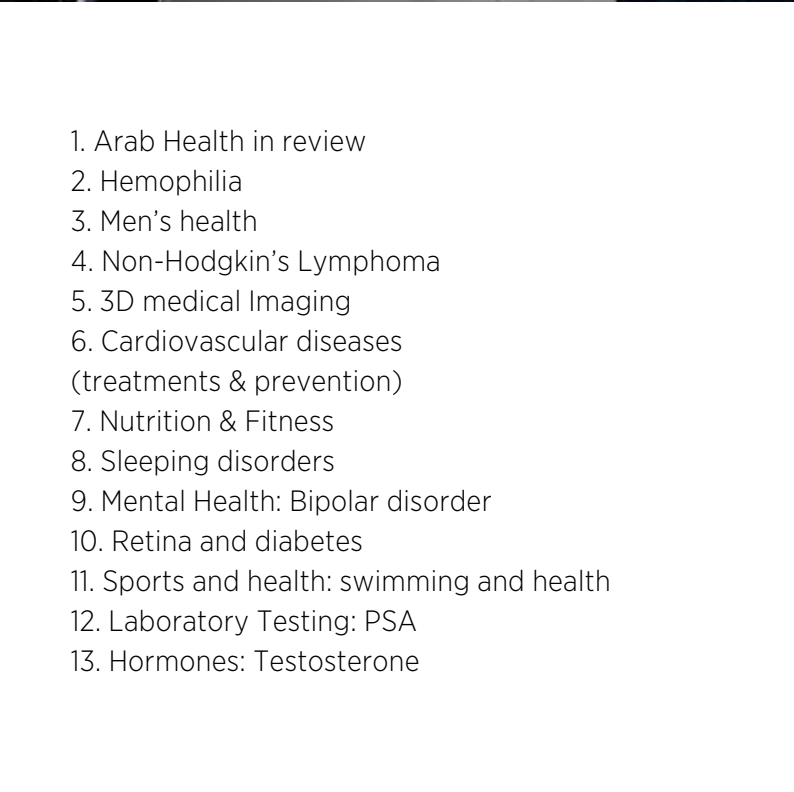 1. Arab Health in review
2. Hemophilia
3. Men’s health
4. Non-Hodgkin’s Lymphoma
5. 3D medical Imaging
6. Cardiovascular diseases
(treatments & prevention)
7. Nutrition & Fitness
8. Sleeping disorders
9. Mental Health: Bipolar disorder
10. Retina and diabetes
11. Sports and health: swimming and health
12. Laboratory Testing: PSA
13. Hormones: Testosterone